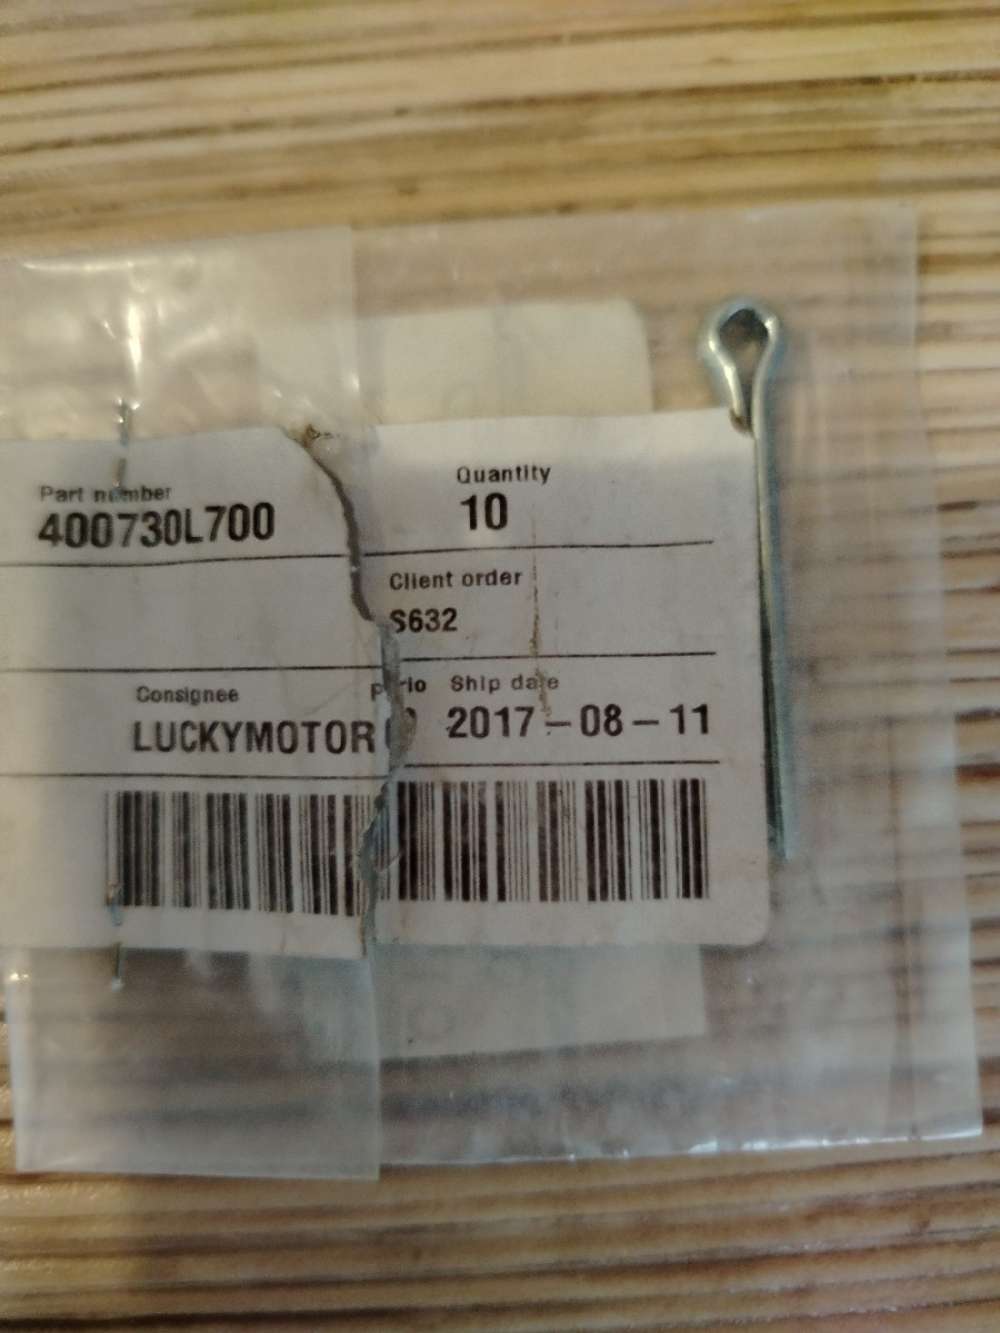 Part number
400730L700
Quantity
10
Client order
S632
Consignee
LUCKYMOTOR
Ship date
2017-08-11